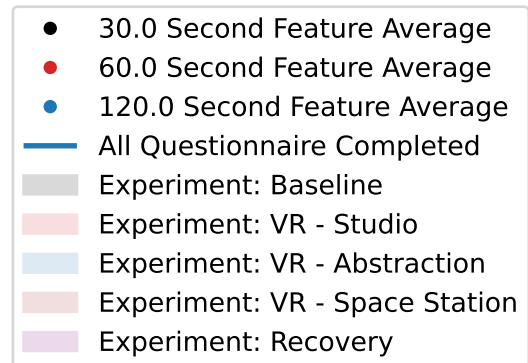 30.0 Second Feature Average
60.0 Second Feature Average
120.0 Second Feature Average
All Questionnaire Completed
Experiment: Baseline
Experiment: VR - Studio
Experiment: VR - Abstraction
Experiment: VR - Space Station
Experiment: Recovery